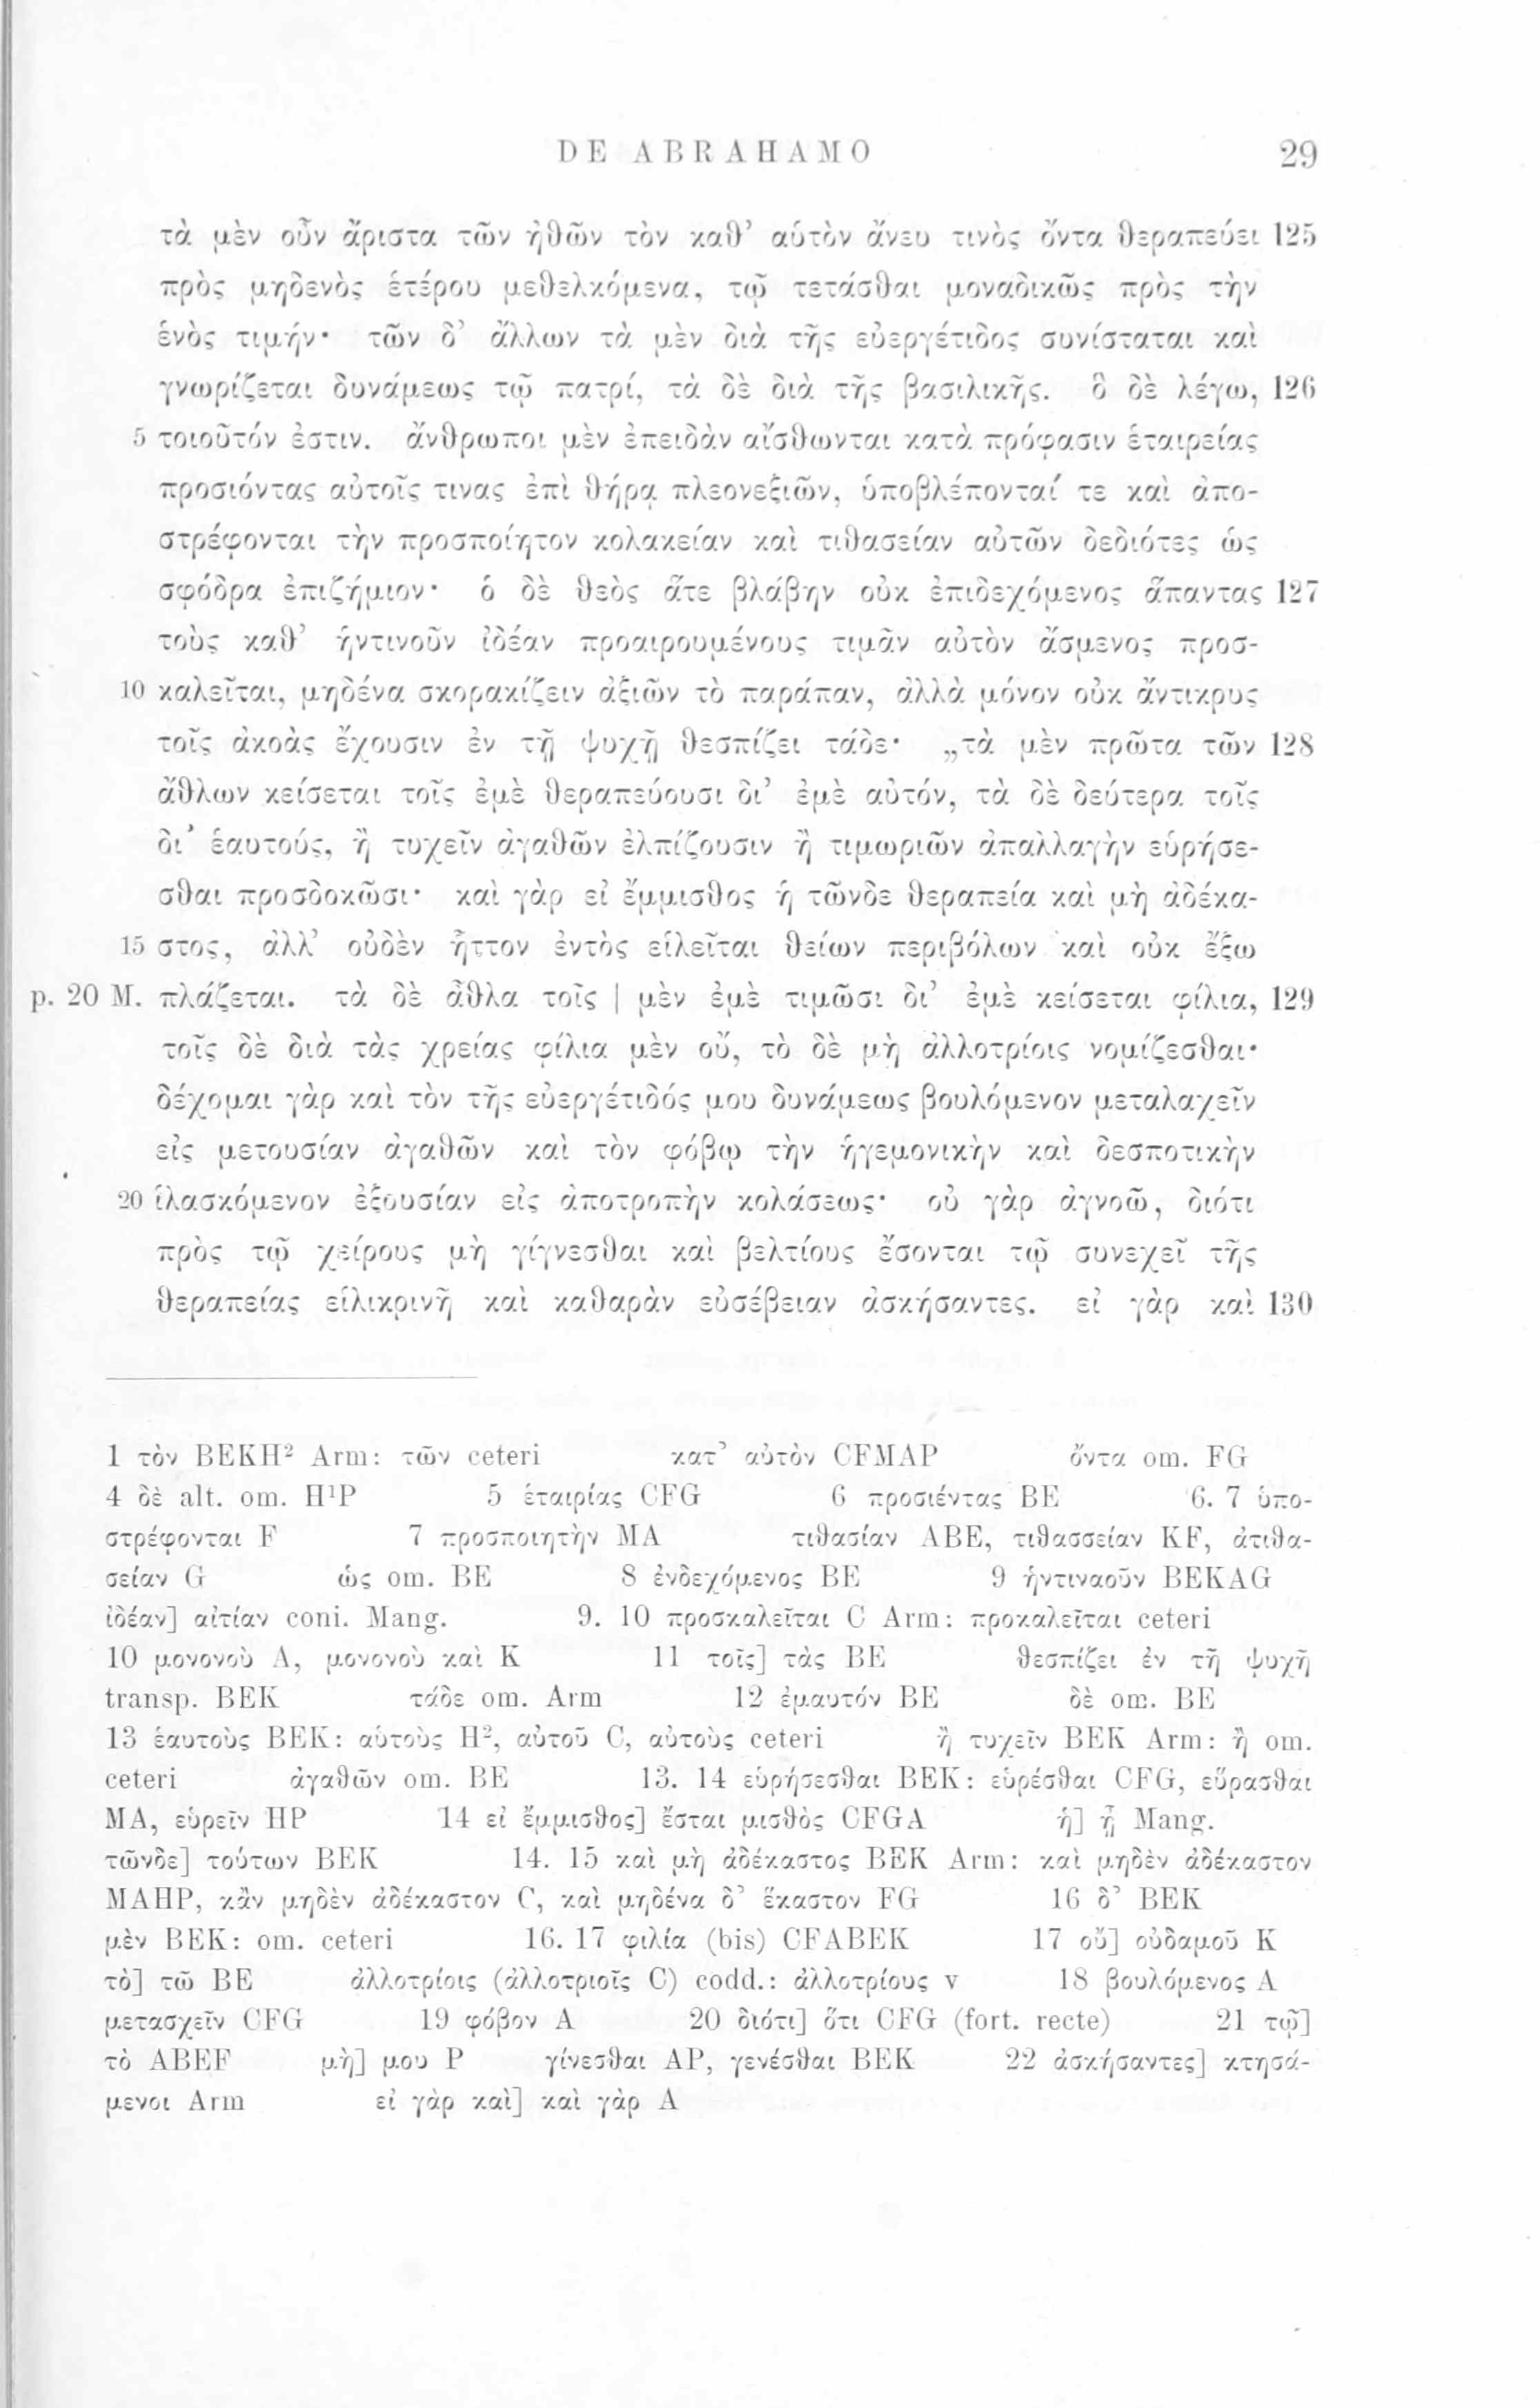 DE ABRAHAMO 29
τὰ μὲν οὖν ἄριστα τῶν ἠθῶν τὸν καθ’ αὑτὸν ἄνευ τινὸς ὄντα θεραπεύει 125
πρὸς μηδενὸς ἑτέρου μεθελκόμενα, τῷ τετάσθαι μοναδικῶς πρὸς τὴν
ἑνὸς τιμήν· τῶν δ’ ἄλλων τὰ μὲν διὰ τῆς εὐεργέτιδος συνίσταται καὶ
γνωρίζεται δυνάμεως τῷ πατρί, τὰ δὲ διὰ τῆς βασιλικῆς. ὃ δὲ λέγω, 126
5 τοιοῦτόν ἐστιν. ἄνθρωποι μὲν ἐπειδὰν αἴσθωνται κατὰ πρόφασιν ἑταιρείας
προσιόντας αὐτοῖς τινας ἐπὶ θήρᾳ πλεονεξιῶν, ὑποβλέπονταί τε καὶ ἀπο-
στρέφονται τὴν προσποίητον κολακείαν καὶ τιθασείαν αὐτῶν δεδιότες ὡς
σφόδρα ἐπιζήμιον· ὁ δὲ θεὸς ἅτε βλάβην οὐκ ἐπιδεχόμενος ἅπαντας 127
τοὺς καθ’ ἡντινοῦν ἰδέαν προαιρουμένους τιμᾶν αὐτὸν ἄσμενος προσ-
10 καλεῖται, μηδένα σκορακίζειν ἀξιῶν τὸ παράπαν, ἀλλὰ μόνον οὐκ ἄντικρυς
τοῖς ἀκοὰς ἔχουσιν ἐν τῇ ψυχῇ θεσπίζει τάδε· „τὰ μὲν πρῶτα τῶν 128
ἄθλων κείσεται τοῖς ἐμὲ θεραπεύουσι δι’ ἐμὲ αὐτόν, τὰ δὲ δεύτερα τοῖς
δι’ ἑαυτούς, ἢ τυχεῖν ἀγαθῶν ἐλπίζουσιν ἢ τιμωριῶν ἀπαλλαγὴν εὑρήσε-
σθαι προσδοκῶσι· καὶ γὰρ εἰ ἔμμισθος ἡ τῶνδε θεραπεία καὶ μὴ ἀδέκα-
15 στος, ἀλλ’ οὐδὲν ἧττον ἐντὸς εἱλεῖται θείων περιβόλων καὶ οὐκ ἔξω
p. 20 M. πλάζεται. τὰ δὲ ἆθλα τοῖς | μὲν ἐμὲ τιμῶσι δι’ ἐμὲ κείσεται φίλια, 129
τοῖς δὲ διὰ τὰς χρείας φίλια μὲν οὔ, τὸ δὲ μὴ ἀλλοτρίοις νομίζεσθαι·
δέχομαι γὰρ καὶ τὸν τῆς εὐεργέτιδός μου δυνάμεως βουλόμενον μεταλαχεῖν
εἰς μετουσίαν ἀγαθῶν καὶ τὸν φόβῳ τὴν ἡγεμονικὴν καὶ δεσποτικὴν
20 ἱλασκόμενον ἐξουσίαν εἰς ἀποτροπὴν κολάσεως· οὐ γὰρ ἀγνοῶ, διότι
πρὸς τῷ χείρους μὴ γίγνεσθαι καὶ βελτίους ἔσονται τῷ συνεχεῖ τῆς
θεραπείας εἱλικρινῆ καὶ καθαρὰν εὐσέβειαν ἀσκήσαντες. εἰ γὰρ καὶ 130
1 τὸν BEKH² Arm: τῶν ceteri κατ’ αὐτὸν CFMAP ὄντα om. FG
4 δὲ alt. om. H¹P 5 ἑταιρίας CFG 6 προσιέντας BE 6. 7 ὑπο-
στρέφονται F 7 προσποιητὴν MA τιθασίαν ABE, τιθασσείαν KF, ἀτιθα-
σείαν G ὡς om. BE 8 ἐνδεχόμενος BE 9 ἡντιναοῦν BEKAG
ἰδέαν] αἰτίαν coni. Mang. 9. 10 προσκαλεῖται C Arm: προκαλεῖται ceteri
10 μονονοὺ A, μονονοὺ καὶ K 11 τοῖς] τὰς BE θεσπίζει ἐν τῇ ψυχῇ
transp. BEK τάδε om. Arm 12 ἐμαυτόν BE δὲ om. BE
13 ἑαυτοὺς BEK: αὑτοὺς H², αὐτοῦ C, αὐτοὺς ceteri ἢ τυχεῖν BEK Arm: ἢ om.
ceteri ἀγαθῶν om. BE 13. 14 εὑρήσεσθαι BEK: εὑρέσθαι CFG, εὕρασθαι
MA, εὑρεῖν HP 14 εἰ ἔμμισθος] ἔσται μισθὸς CFGA ἡ] ᾖ Mang.
τῶνδε] τούτων BEK 14. 15 καὶ μὴ ἀδέκαστος BEK Arm: καὶ μηδὲν ἀδέκαστον
MAHP, κἂν μηδὲν ἀδέκαστον C, καὶ μηδένα δ’ ἕκαστον FG 16 δ’ BEK
μὲν BEK: om. ceteri 16. 17 φιλία (bis) CFABEK 17 οὔ] οὐδαμοῦ K
τὸ] τῶ BE ἀλλοτρίοις (ἀλλοτριοῖς C) codd.: ἀλλοτρίους v 18 βουλόμενος A
μετασχεῖν CFG 19 φόβον A 20 διότι] ὅτι CFG (fort. recte) 21 τῷ]
τὸ ABEF μὴ] μου P γίνεσθαι AP, γενέσθαι BEK 22 ἀσκήσαντες] κτησά-
μενοι Arm εἰ γὰρ καὶ] καὶ γὰρ A